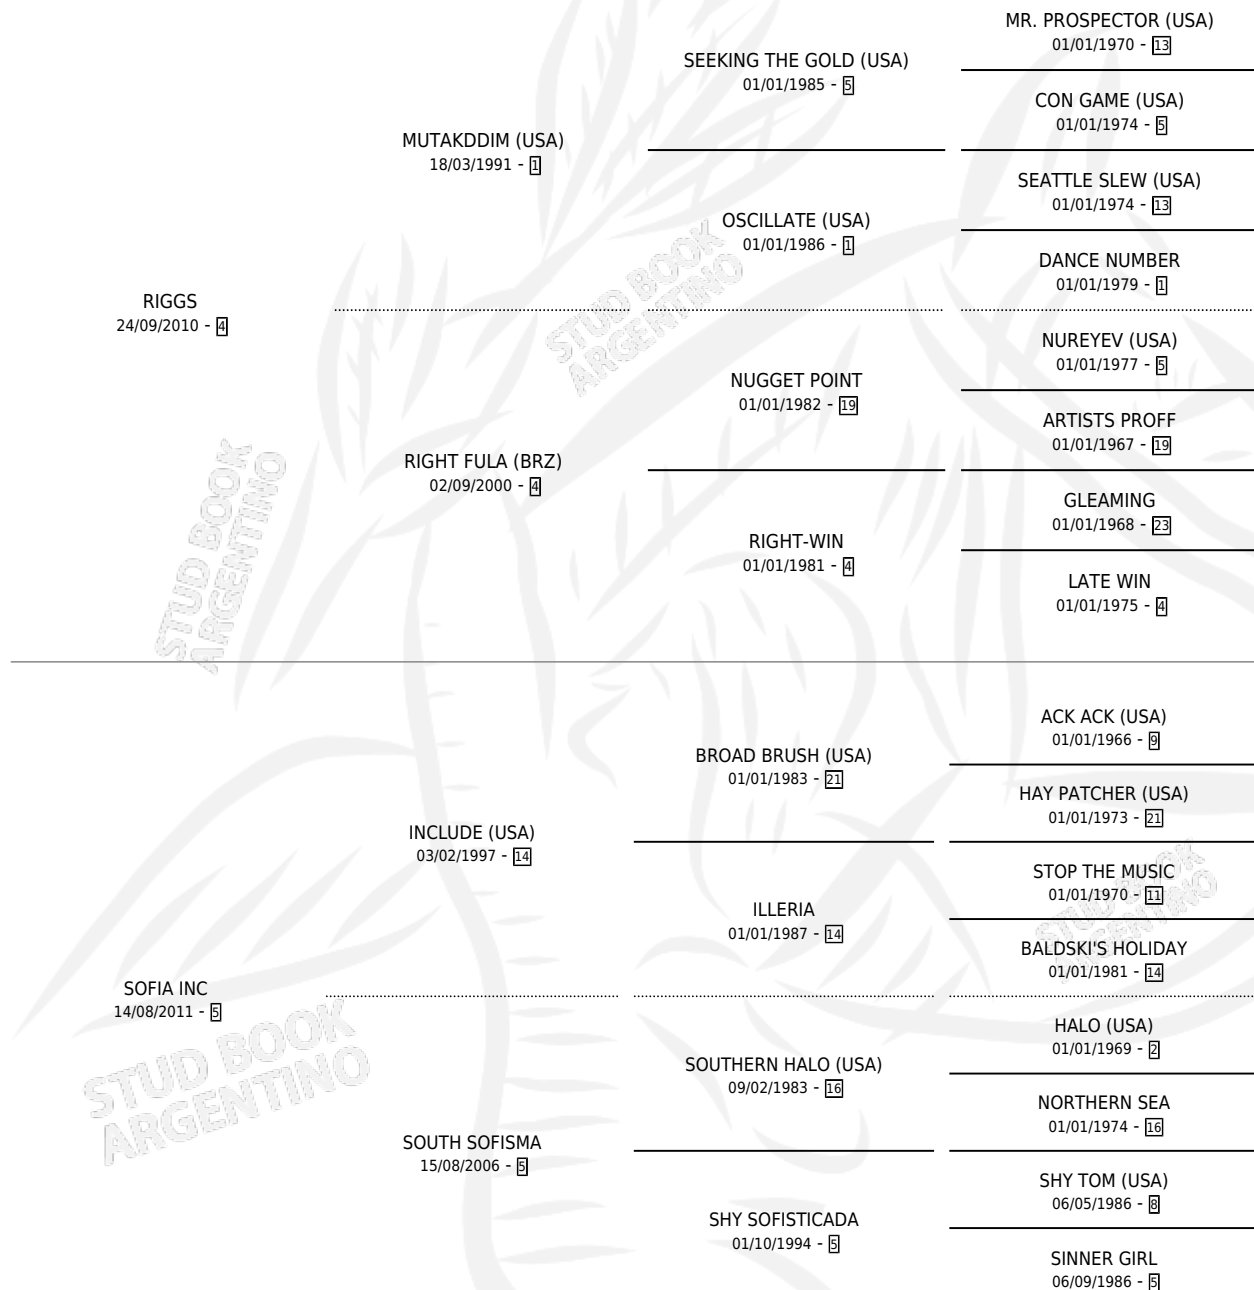 MR. PROSPECTOR (USA)
01/01/1970 - 13
SEEKING THE GOLD (USA)
01/01/1985 - 5
CON GAME (USA)
01/01/1974 - 5
MUTAKDDIM (USA)
18/03/1991 - 1
SEATTLE SLEW (USA)
01/01/1974 - 13
OSCILLATE (USA)
01/01/1986 - 1
DANCE NUMBER
01/01/1979 - 1
RIGGS
24/09/2010 - 4
NUREYEV (USA)
01/01/1977 - 5
NUGGET POINT
01/01/1982 - 19
ARTISTS PROFF
01/01/1967 - 19
RIGHT FULA (BRZ)
02/09/2000 - 4
GLEAMING
01/01/1968 - 23
RIGHT-WIN
01/01/1981 - 4
LATE WIN
01/01/1975 - 4
ACK ACK (USA)
01/01/1966 - 9
BROAD BRUSH (USA)
01/01/1983 - 21
HAY PATCHER (USA)
01/01/1973 - 21
INCLUDE (USA)
03/02/1997 - 14
STOP THE MUSIC
01/01/1970 - 11
ILLERIA
01/01/1987 - 14
BALDSKI'S HOLIDAY
01/01/1981 - 14
SOFIA INC
14/08/2011 - 5
HALO (USA)
01/01/1969 - 2
SOUTHERN HALO (USA)
09/02/1983 - 16
NORTHERN SEA
01/01/1974 - 16
SOUTH SOFISMA
15/08/2006 - 5
SHY TOM (USA)
06/05/1986 - 8
SHY SOFISTICADA
01/10/1994 - 5
SINNER GIRL
06/09/1986 - 5
STUD BOOK
ARGENTINO
STUD BOOK
ARGENTINO
STUD BOOK
ARGENTINO
STUD BOOK
ARGENTINO